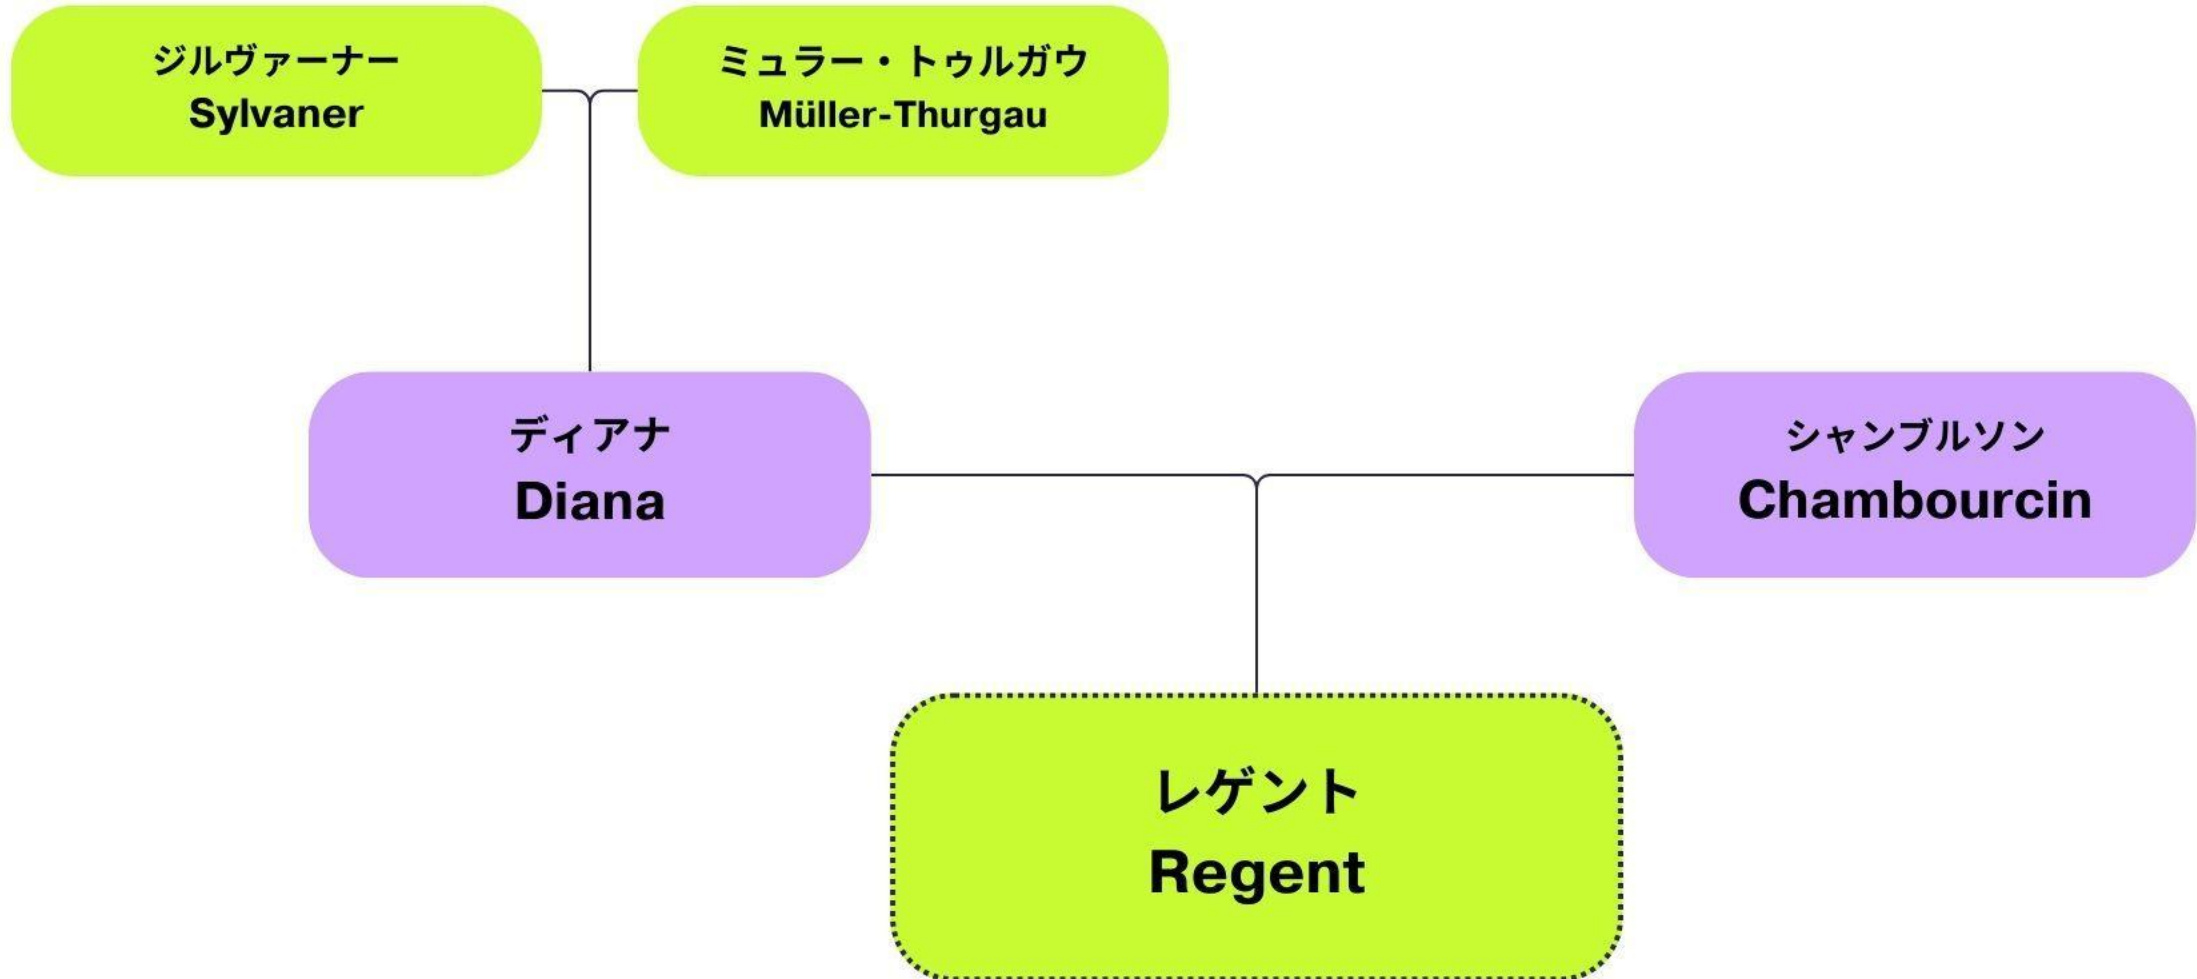 ジルヴァーナー
Sylvaner
ミュラー・トゥルガウ
Müller-Thurgau
ディアナ
Diana
シャンブルソン
Chambourcin
レゲント
Regent